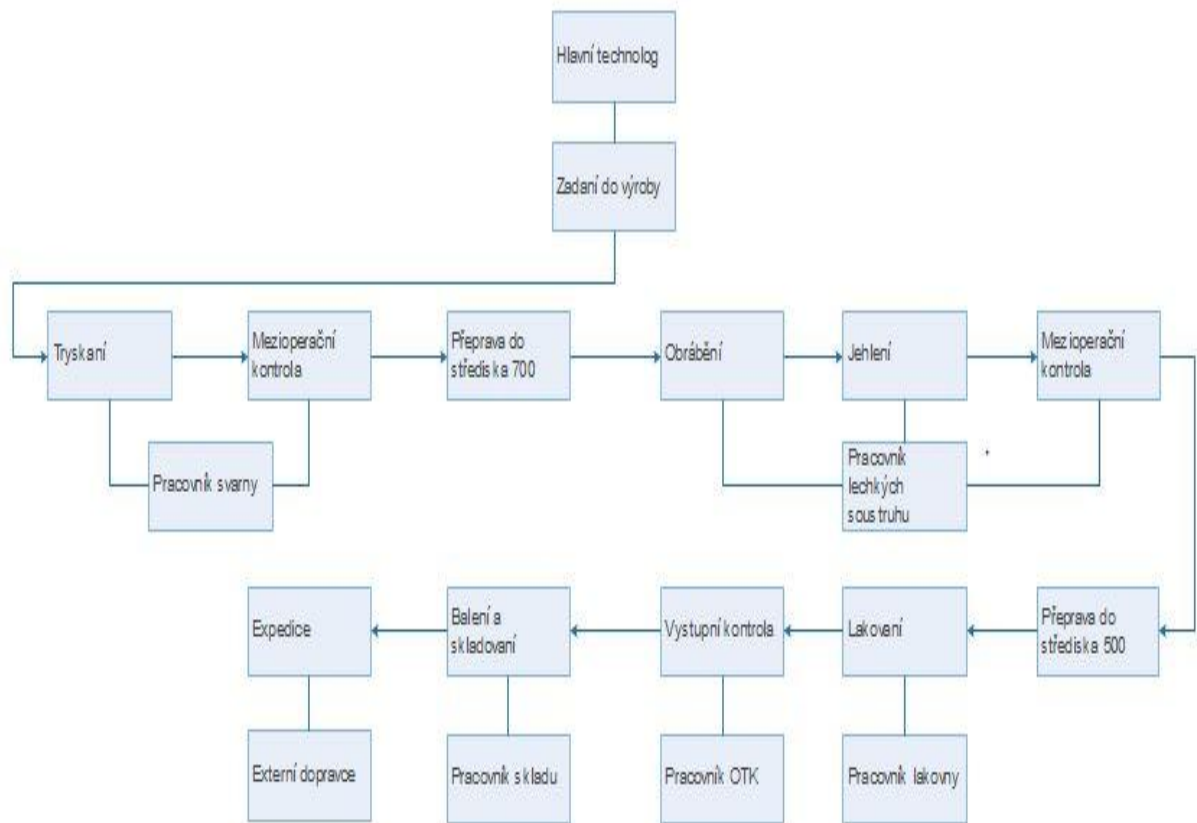 Hlavní technolog
Zadaní do výroby
Tryskaní
Mezioperační
kontrola
Přeprava do
střediska 700
Obrábění
Jehlení
Mezioperační
kontrola
Pracovník svarny
Pracovník
lechkých
soustruhu
Expedice
Balení a
skladovaní
Vystupní kontrola
Lakovaní
Přeprava do
střediska 500
Externí dopravce
Pracovník skladu
Pracovník OTK
Pracovník lakovny